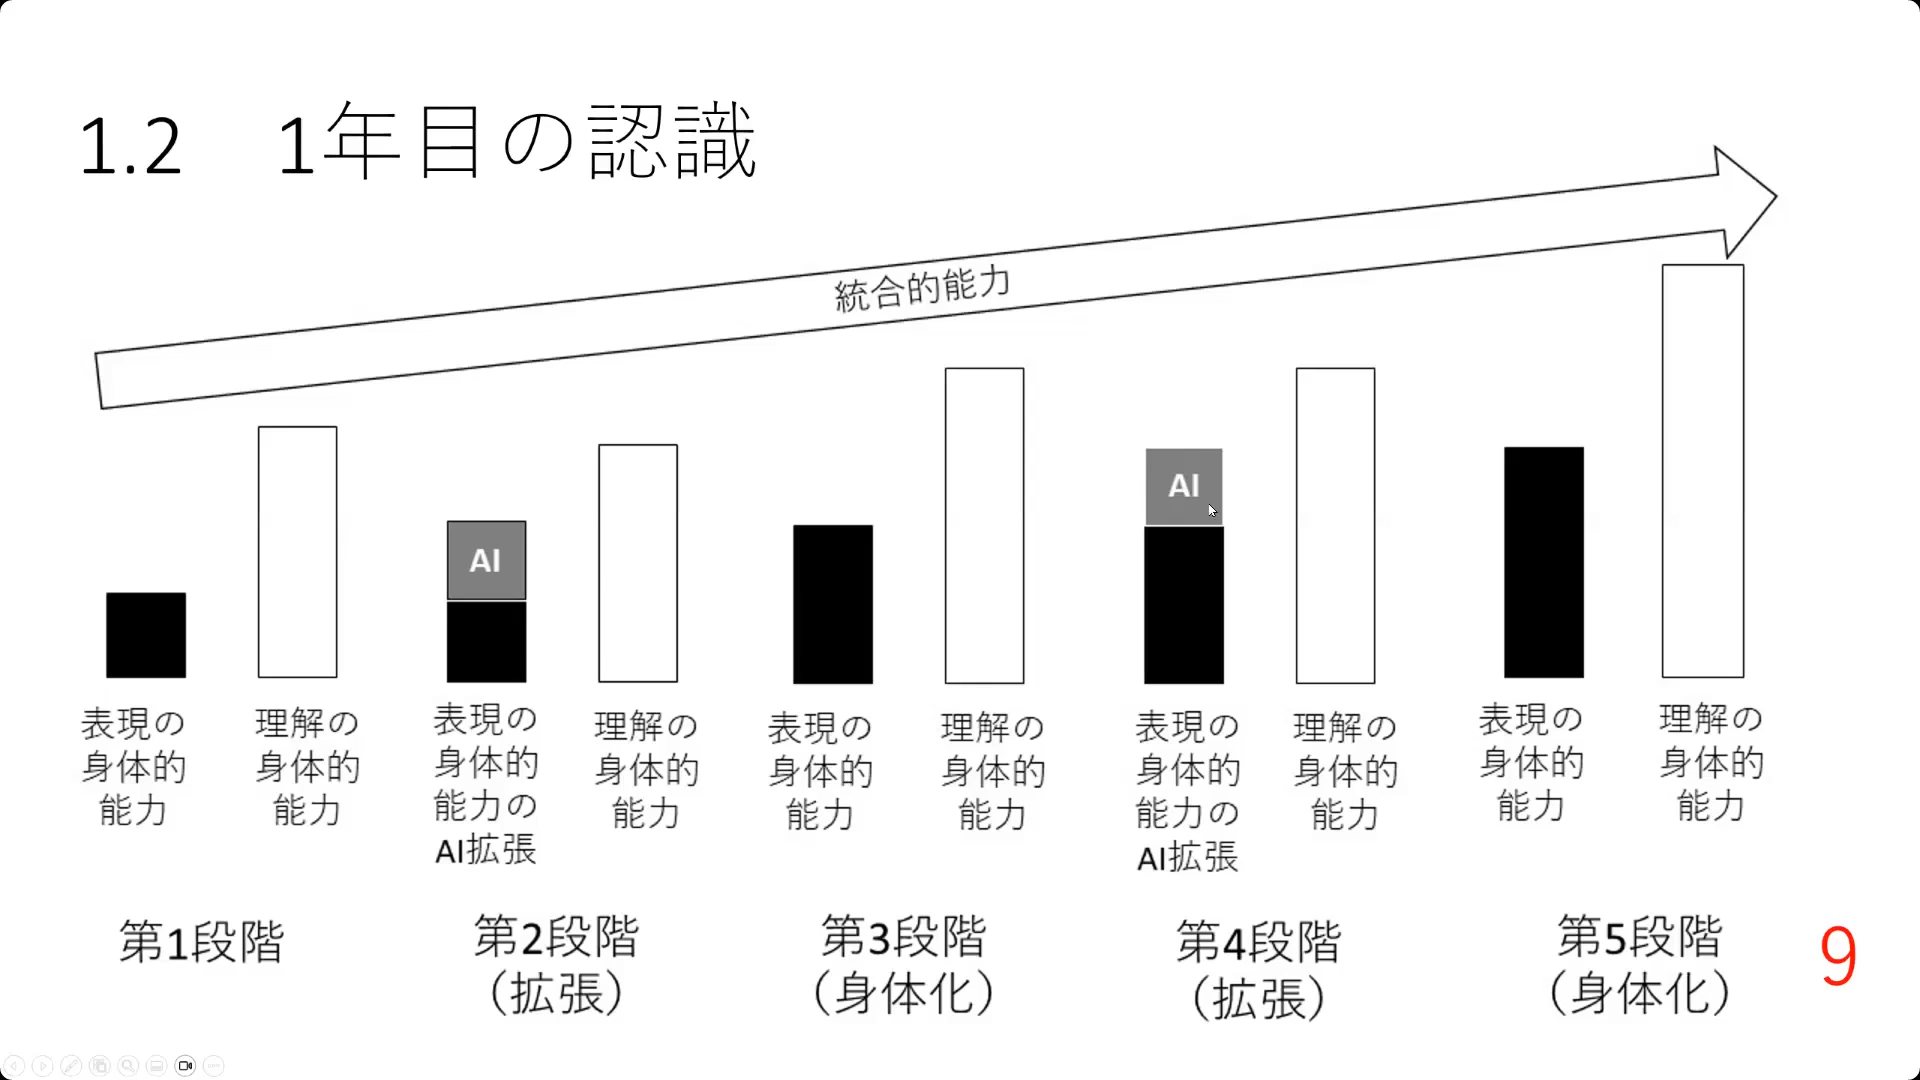 1.2　1年目の認識
統合的能力
AI
AI
表現の
身体的
能力
理解の
身体的
能力
表現の
身体的
能力の
AI拡張
理解の
身体的
能力
表現の
身体的
能力
理解の
身体的
能力
表現の
身体的
能力の
AI拡張
理解の
身体的
能力
表現の
身体的
能力
理解の
身体的
能力
第1段階
第2段階
（拡張）
第3段階
（身体化）
第4段階
（拡張）
第5段階
（身体化）
9